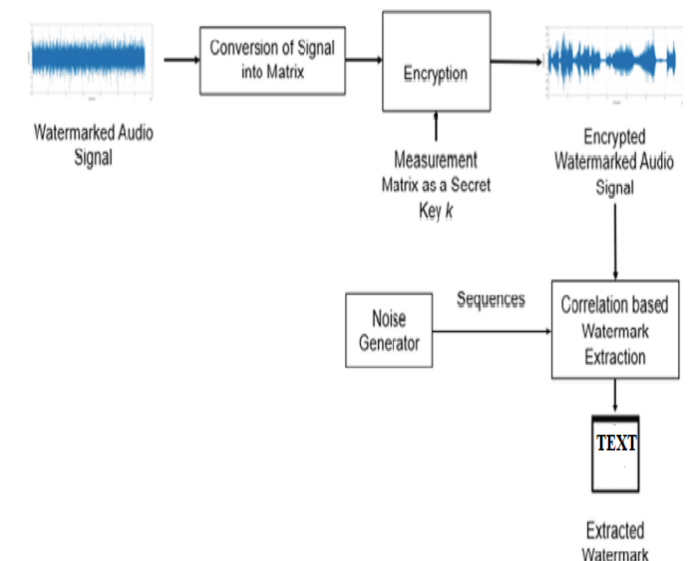 Conversion of Signal
into Matrix
Encryption
Watermarked Audio
Signal
Measurement
Matrix as a Secret
Key k
Encrypted
Watermarked Audio
Signal
Noise
Generator
Sequences
Correlation based
Watermark
Extraction
TEXT
Extracted
Watermark